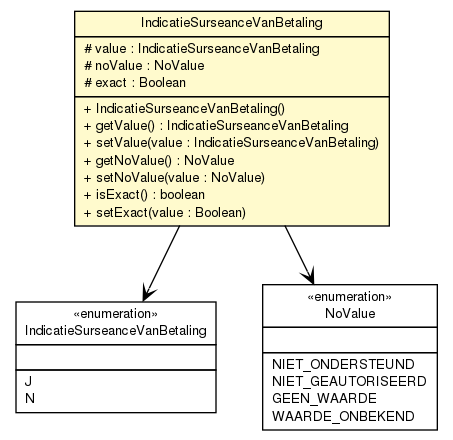 IndicatieSurseanceVanBetaling
# value : IndicatieSurseanceVanBetaling
# noValue : NoValue
# exact : Boolean
+ IndicatieSurseanceVanBetaling()
+ getValue() : IndicatieSurseanceVanBetaling
+ setValue(value : IndicatieSurseanceVanBetaling)
+ getNoValue() : NoValue
+ setNoValue(value : NoValue)
+ isExact() : boolean
+ setExact(value : Boolean)
«enumeration»
IndicatieSurseanceVanBetaling
J
N
«enumeration»
NoValue
NIET_ONDERSTEUND
NIET_GEAUTORISEERD
GEEN_WAARDE
WAARDE_ONBEKEND